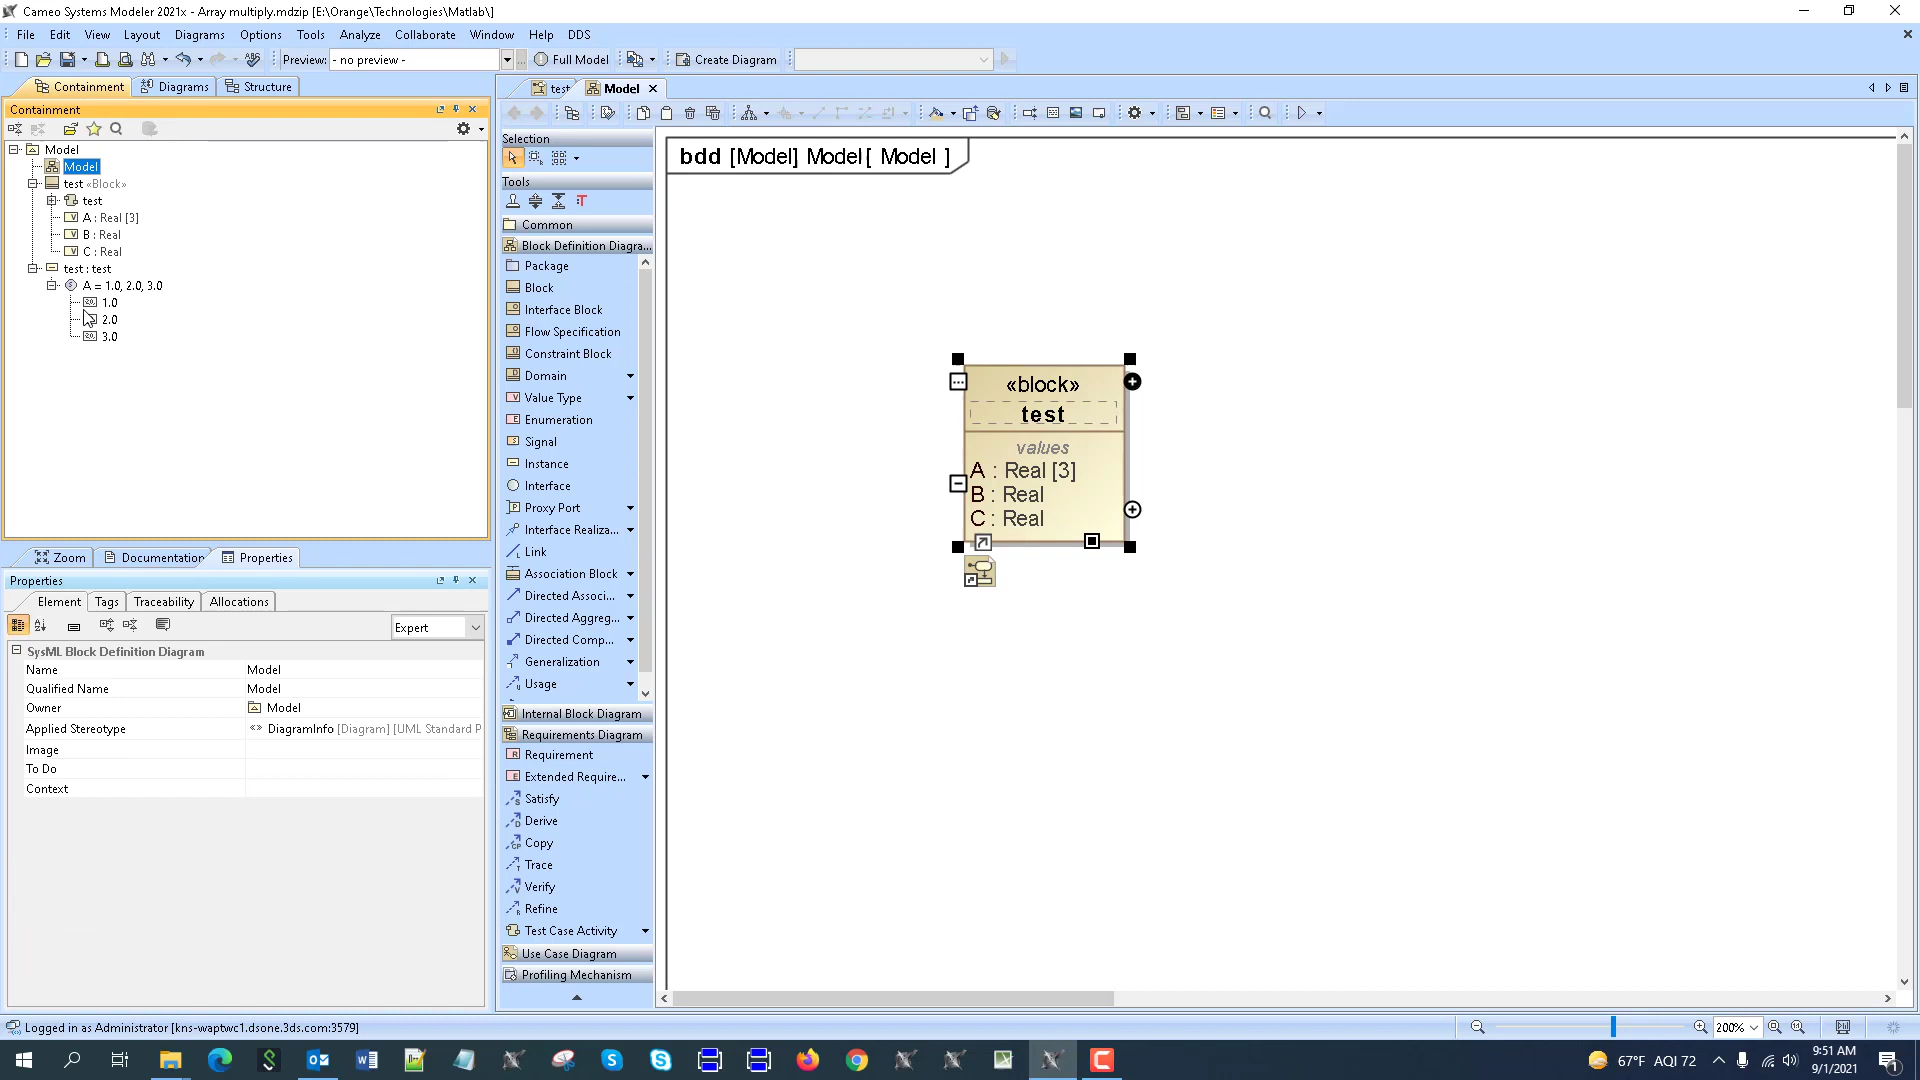 Cameo Systems Modeler 2021x - Array multiply.mdzip [E:\Orange\Technologies\Matlab\]
File Edit View Layout Diagrams Options Tools Analyze Collaborate Window Help DDS
Preview: - no preview - ... Full Model Create Diagram
Containment Diagrams Structure
test Model
Containment
Model
Model
test «Block»
test
A : Real [3]
B : Real
C : Real
test : test
A = 1.0, 2.0, 3.0
1.0
2.0
3.0
Zoom Documentation Properties
Properties
Element Tags Traceability Allocations
Expert
SysML Block Definition Diagram
Name Model
Qualified Name Model
Owner Model
Applied Stereotype «» DiagramInfo [Diagram] [UML Standard P
Image
To Do
Context
Selection
Tools
Common
Block Definition Diagra...
Package
Block
Interface Block
Flow Specification
Constraint Block
Domain
Value Type
Enumeration
Signal
Instance
Interface
Proxy Port
Interface Realiza...
Link
Association Block
Directed Associ...
Directed Aggreg...
Directed Comp...
Generalization
Usage
Internal Block Diagram
Requirements Diagram
Requirement
Extended Require...
Satisfy
Derive
Copy
Trace
Verify
Refine
Test Case Activity
Use Case Diagram
Profiling Mechanism
bdd [Model] Model[ Model ]
«block»
test
values
A : Real [3]
B : Real
C : Real
Logged in as Administrator [kns-waptwc1.dsone.3ds.com:3579]
200%
67°F AQI 72
9:51 AM
9/1/2021